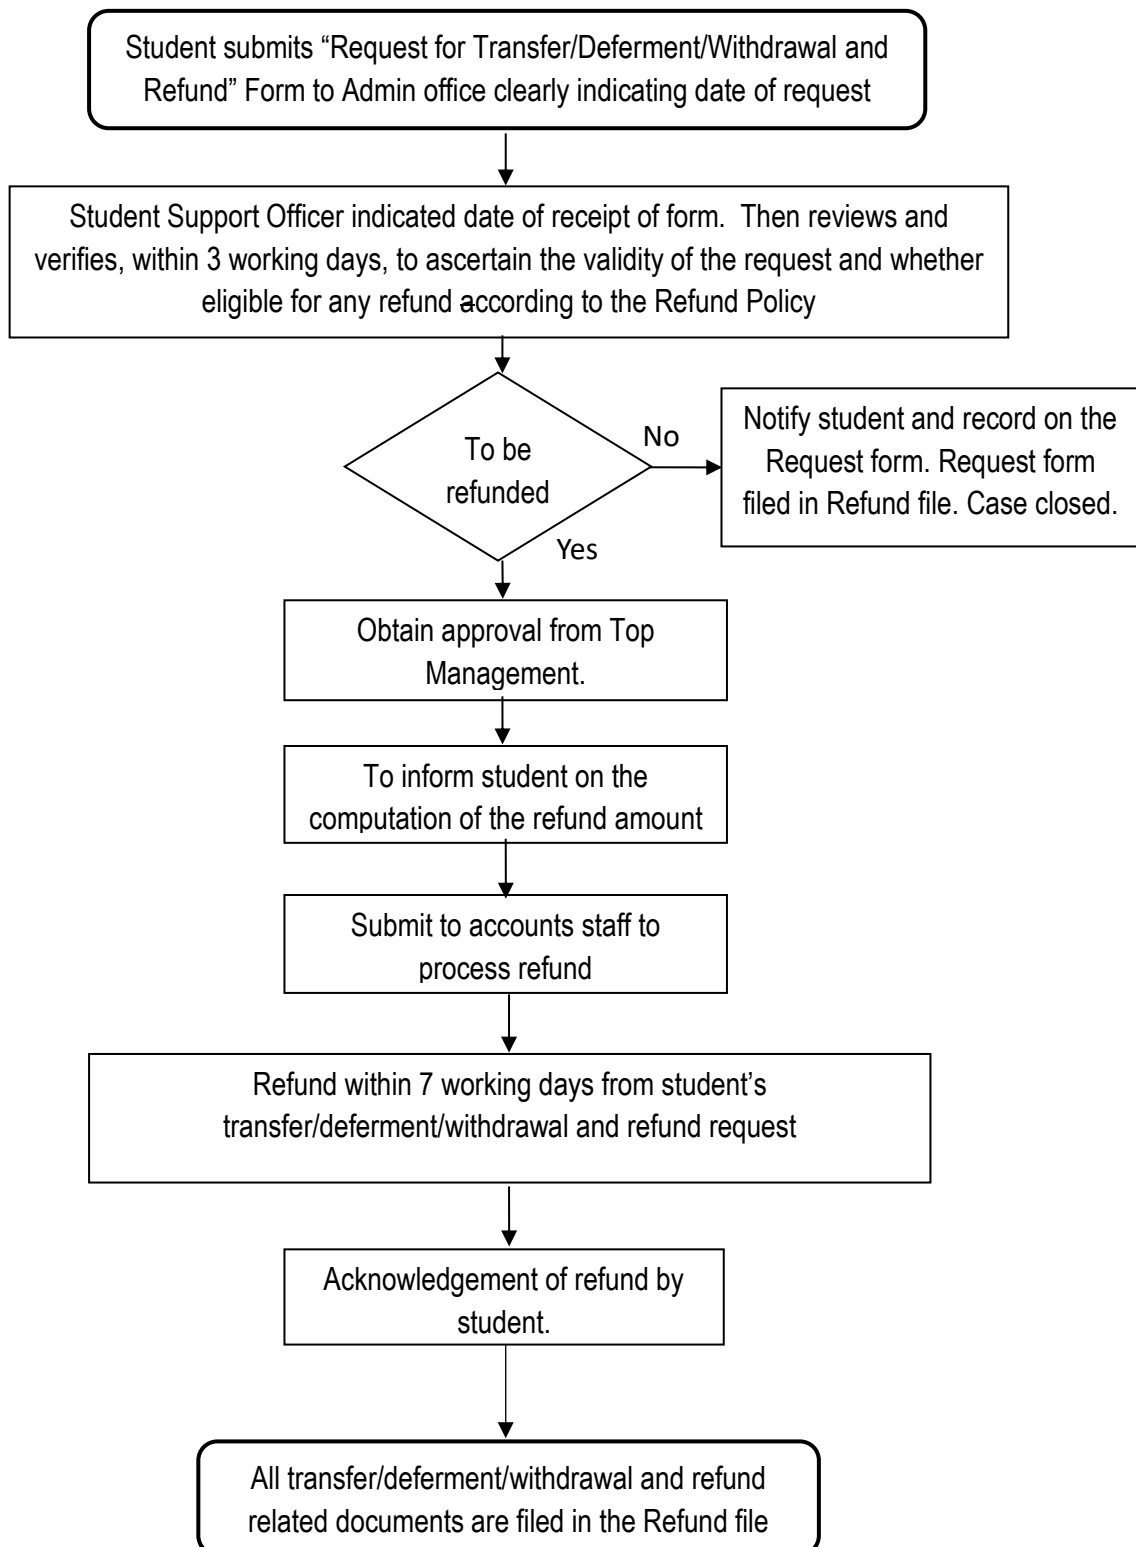 Student submits “Request for Transfer/Deferment/Withdrawal and
Refund” Form to Admin office clearly indicating date of request
Student Support Officer indicated date of receipt of form. Then reviews and
verifies, within 3 working days, to ascertain the validity of the request and whether
eligible for any refund according to the Refund Policy
To be
refunded
No
Notify student and record on the
Request form. Request form
filed in Refund file. Case closed.
Yes
Obtain approval from Top
Management.
To inform student on the
computation of the refund amount
Submit to accounts staff to
process refund
Refund within 7 working days from student’s
transfer/deferment/withdrawal and refund request
Acknowledgement of refund by
student.
All transfer/deferment/withdrawal and refund
related documents are filed in the Refund file